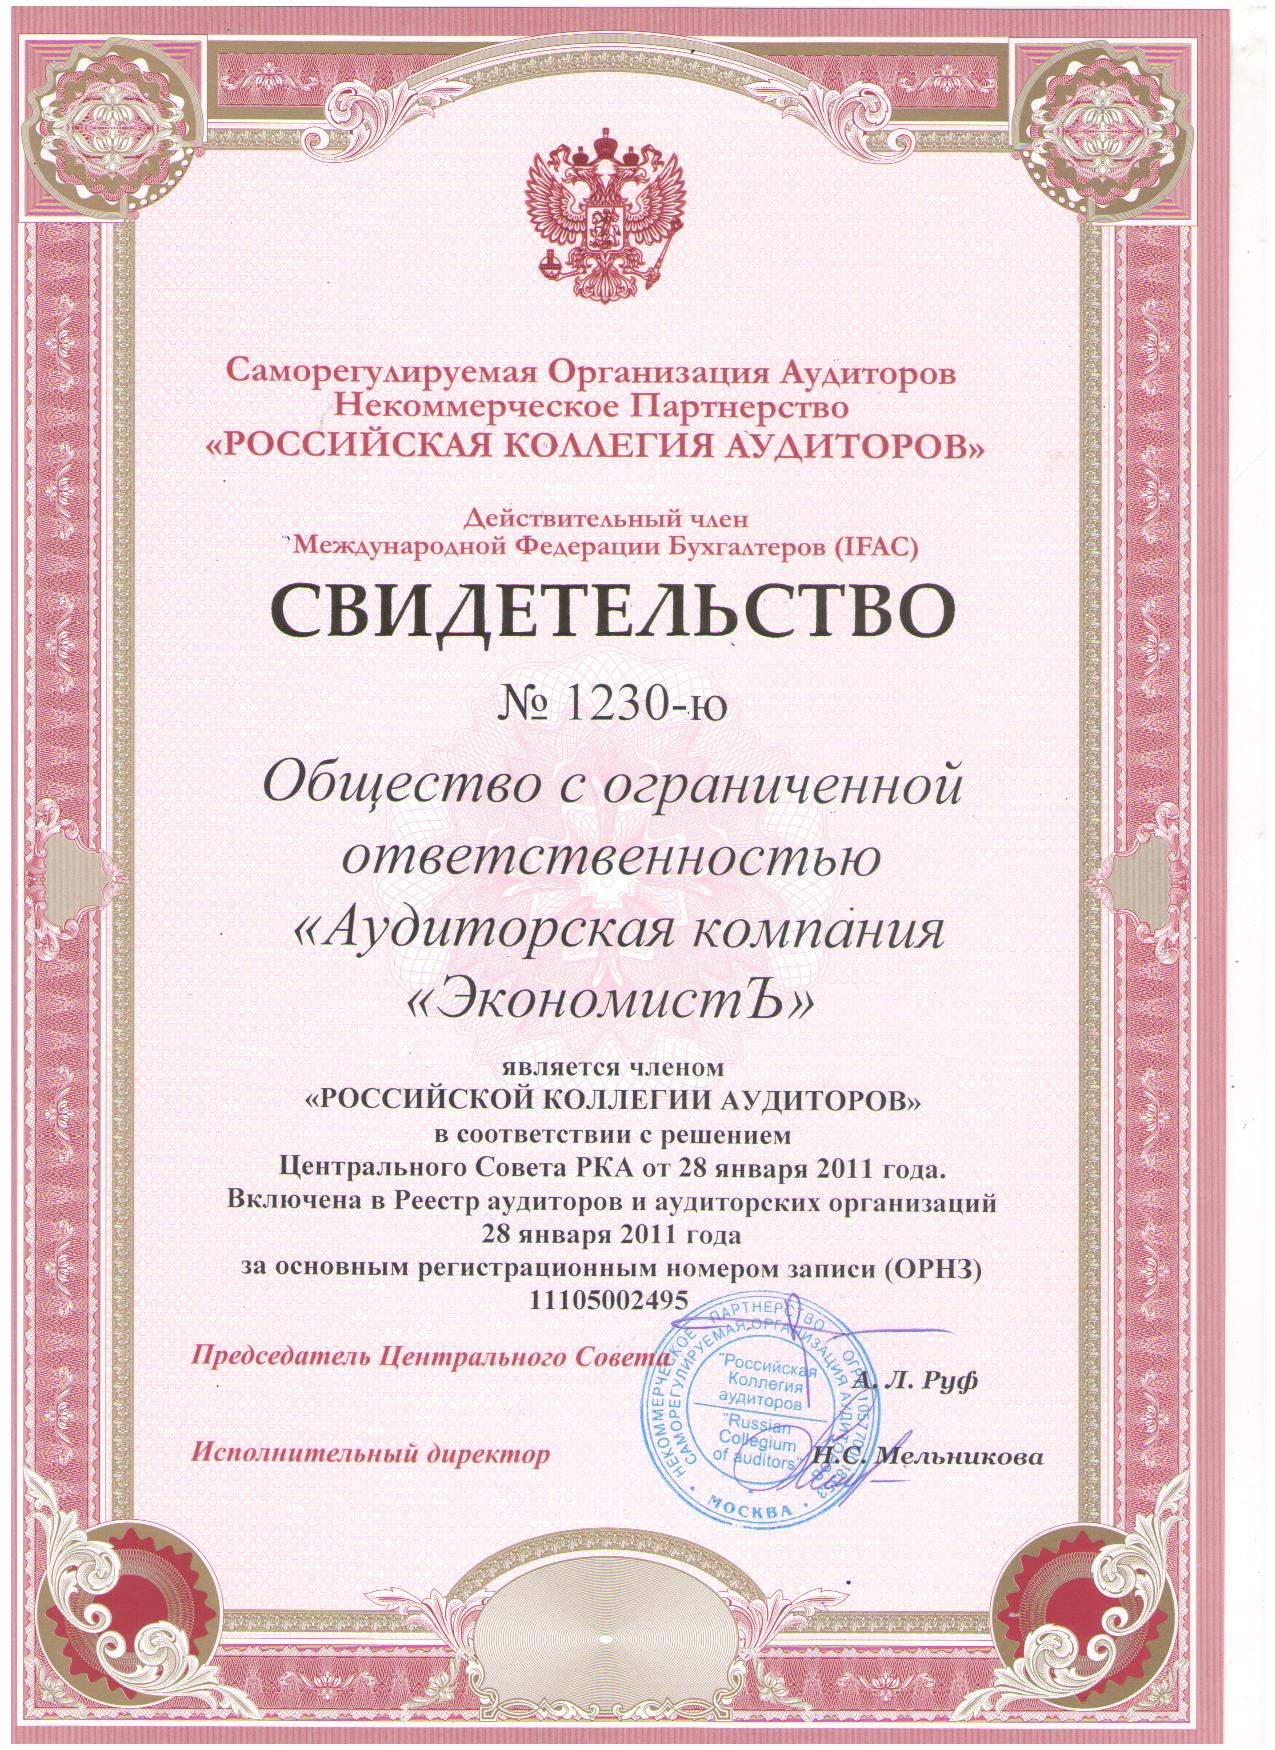 Саморегулируемая Организация Аудиторов
Некоммерческое Партнерство
«РОССИЙСКАЯ КОЛЛЕГИЯ АУДИТОРОВ»
Действительный член
Международной Федерации Бухгалтеров (IFAC)
СВИДЕТЕЛЬСТВО
№ 1230-ю
Общество с ограниченной
ответственностью
«Аудиторская компания
«ЭкономистЪ»
является членом
«РОССИЙСКОЙ КОЛЛЕГИИ АУДИТОРОВ»
в соответствии с решением
Центрального Совета РКА от 28 января 2011 года.
Включена в Реестр аудиторов и аудиторских организаций
28 января 2011 года
за основным регистрационным номером записи (ОРНЗ)
11105002495
Председатель Центрального Совета
А. Л. Руф
Исполнительный директор
Н.С. Мельникова
НЕКОММЕРЧЕСКОЕ ПАРТНЕРСТВО
САМОРЕГУЛИРУЕМАЯ ОРГАНИЗАЦИЯ АУДИТОРОВ
"Российская
Коллегия
аудиторов
"Russian
Collegium
of auditors"
МОСКВА